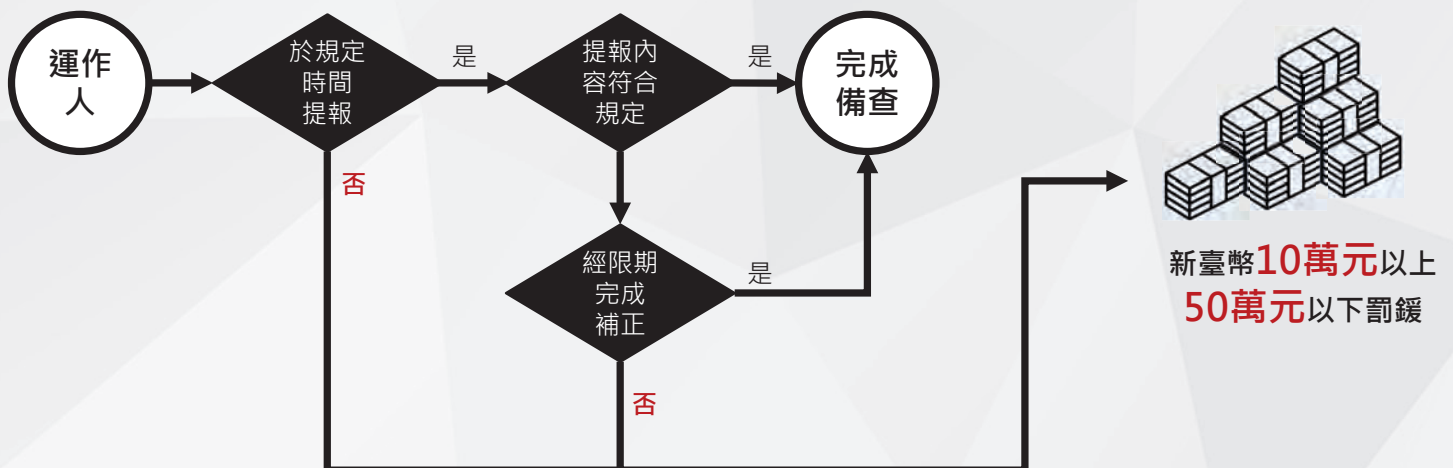 運作
人
於規定
時間
提報
是
提報內
容符合
規定
是
完成
備查
否
經限期
完成
補正
是
否
新臺幣10萬元以上
50萬元以下罰鍰